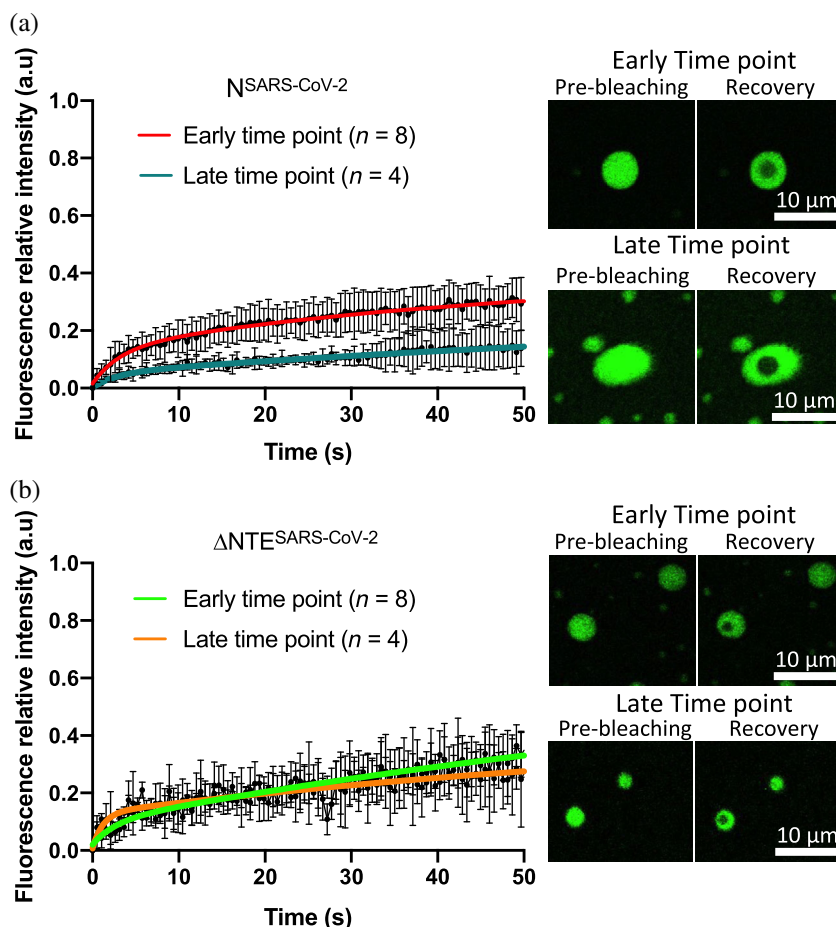 (a)
Fluorescence relative intensity (a.u)
1.0
0.8
0.6
0.4
0.2
0.0
N^SARS-CoV-2
Early time point (n = 8)
Late time point (n = 4)
0 10 20 30 40 50
Time (s)
Early Time point
Pre-bleaching Recovery
10 µm
Late Time point
Pre-bleaching Recovery
10 µm
(b)
Fluorescence relative intensity (a.u)
1.0
0.8
0.6
0.4
0.2
0.0
ΔNTE^SARS-CoV-2
Early time point (n = 8)
Late time point (n = 4)
0 10 20 30 40 50
Time (s)
Early Time point
Pre-bleaching Recovery
10 µm
Late Time point
Pre-bleaching Recovery
10 µm